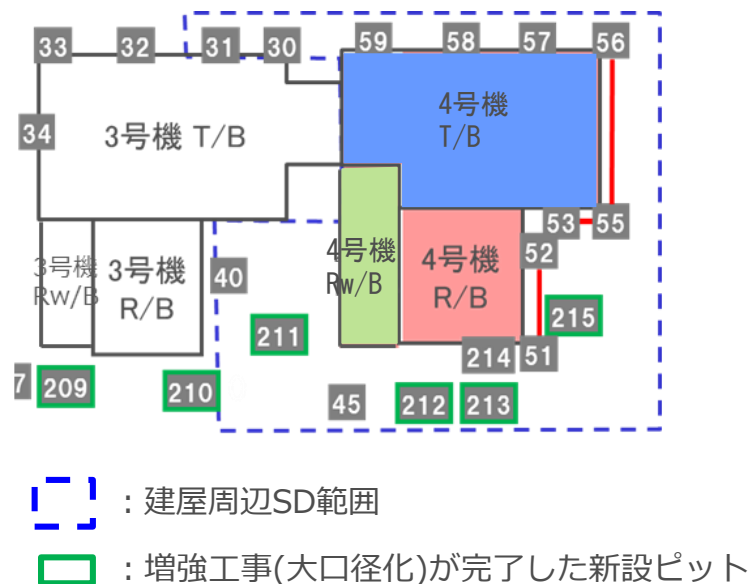 33 32 31 30 59 58 57 56
34
3号機 T/B
4号機
T/B
53 55
3号機
Rw/B
3号機
R/B
40
4号機
Rw/B
4号機
R/B
52
211
215
214 51
7 209 210 45 212 213
：建屋周辺SD範囲
：増強工事(大口径化)が完了した新設ピット